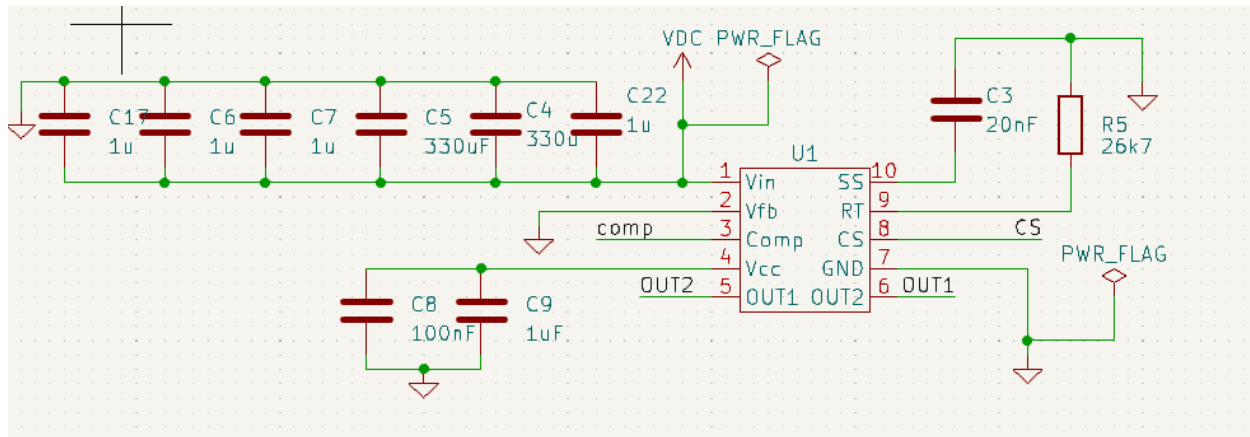 VDC PWR_FLAG
C17
1u
C6
1u
C7
1u
C5
330uF
C4
330u
C22
1u
C3
20nF
R5
26k7
U1
1 Vin SS 10
2 Vfb RT 9
comp 3 Comp CS 8 CS
4 Vcc GND 7
OUT2 5 OUT1 OUT2 6 OUT1
PWR_FLAG
C8
100nF
C9
1uF